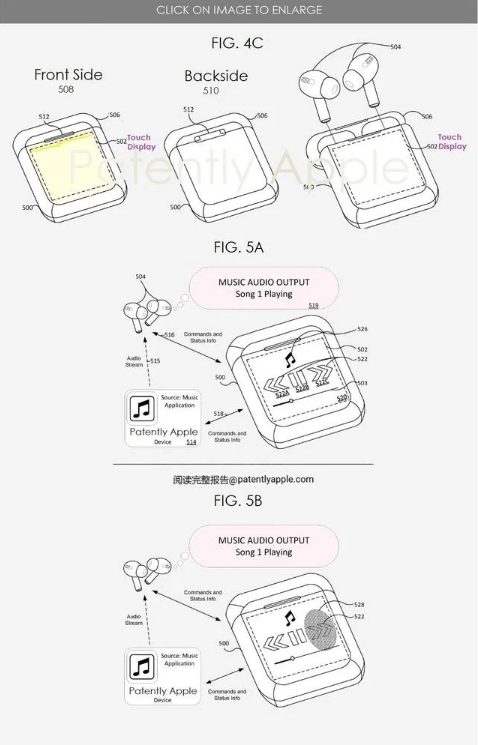 CLICK ON IMAGE TO ENLARGE
FIG. 4C
504
Front Side
508
Backside
510
512
506
512
506
506
502
Touch
Display
502
Touch
Display
Patently Apple
500
500
FIG. 5A
504
MUSIC AUDIO OUTPUT
Song 1 Playing
519
516
Commands and
Status Info
526
502
522
Audio
Stream
515
500
522A
522B
522C
503
520
Source: Music
Application
518
Patently Apple
Device 514
Commands and
Status Info
阅读完整报告@patentlyapple.com
FIG. 5B
MUSIC AUDIO OUTPUT
Song 1 Playing
Commands and
Status Info
528
522
Audio
Stream
500
Source: Music
Application
Patently Apple
Device
Commands and
Status Info